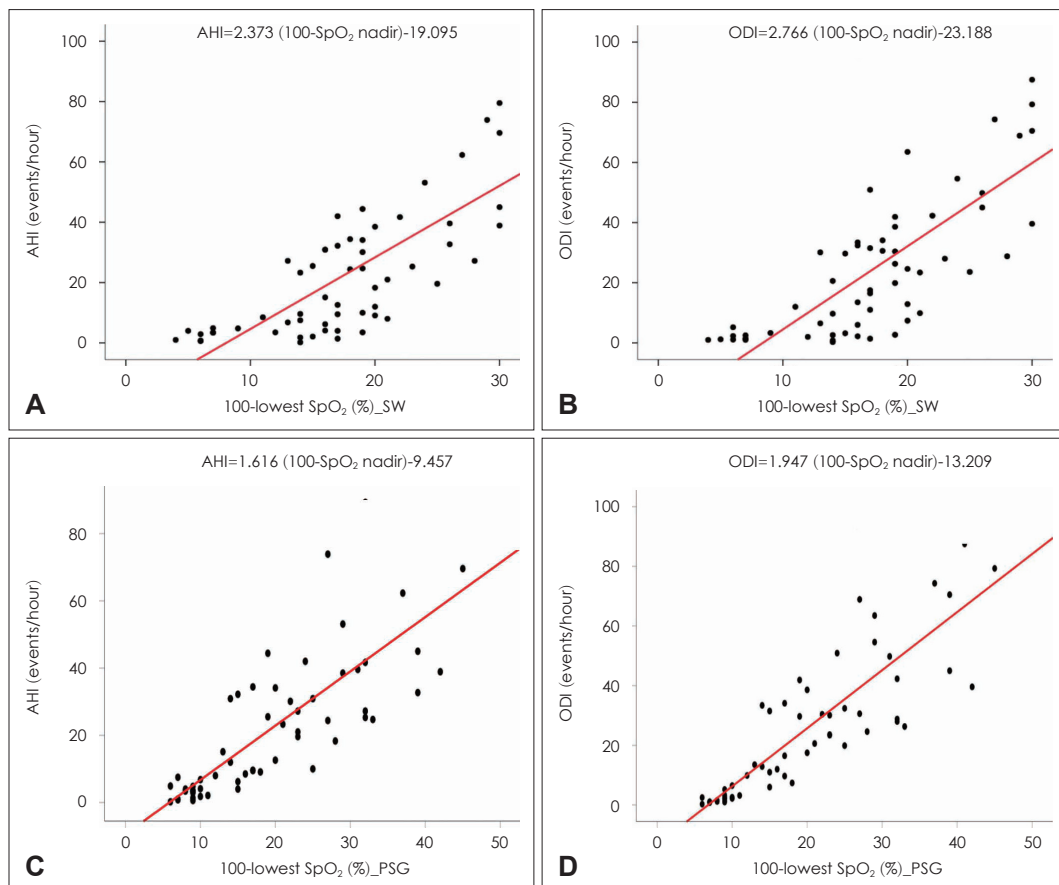 AHI=2.373 (100-SpO₂ nadir)-19.095
100
80
60
40
20
0
AHI (events/hour)
0 10 20 30
A
100-lowest SpO₂ (%)_SW
ODI=2.766 (100-SpO₂ nadir)-23.188
100
80
60
40
20
0
ODI (events/hour)
0 10 20 30
B
100-lowest SpO₂ (%)_SW
AHI=1.616 (100-SpO₂ nadir)-9.457
80
60
40
20
0
AHI (events/hour)
0 10 20 30 40 50
C
100-lowest SpO₂ (%)_PSG
ODI=1.947 (100-SpO₂ nadir)-13.209
100
80
60
40
20
0
ODI (events/hour)
0 10 20 30 40 50
D
100-lowest SpO₂ (%)_PSG